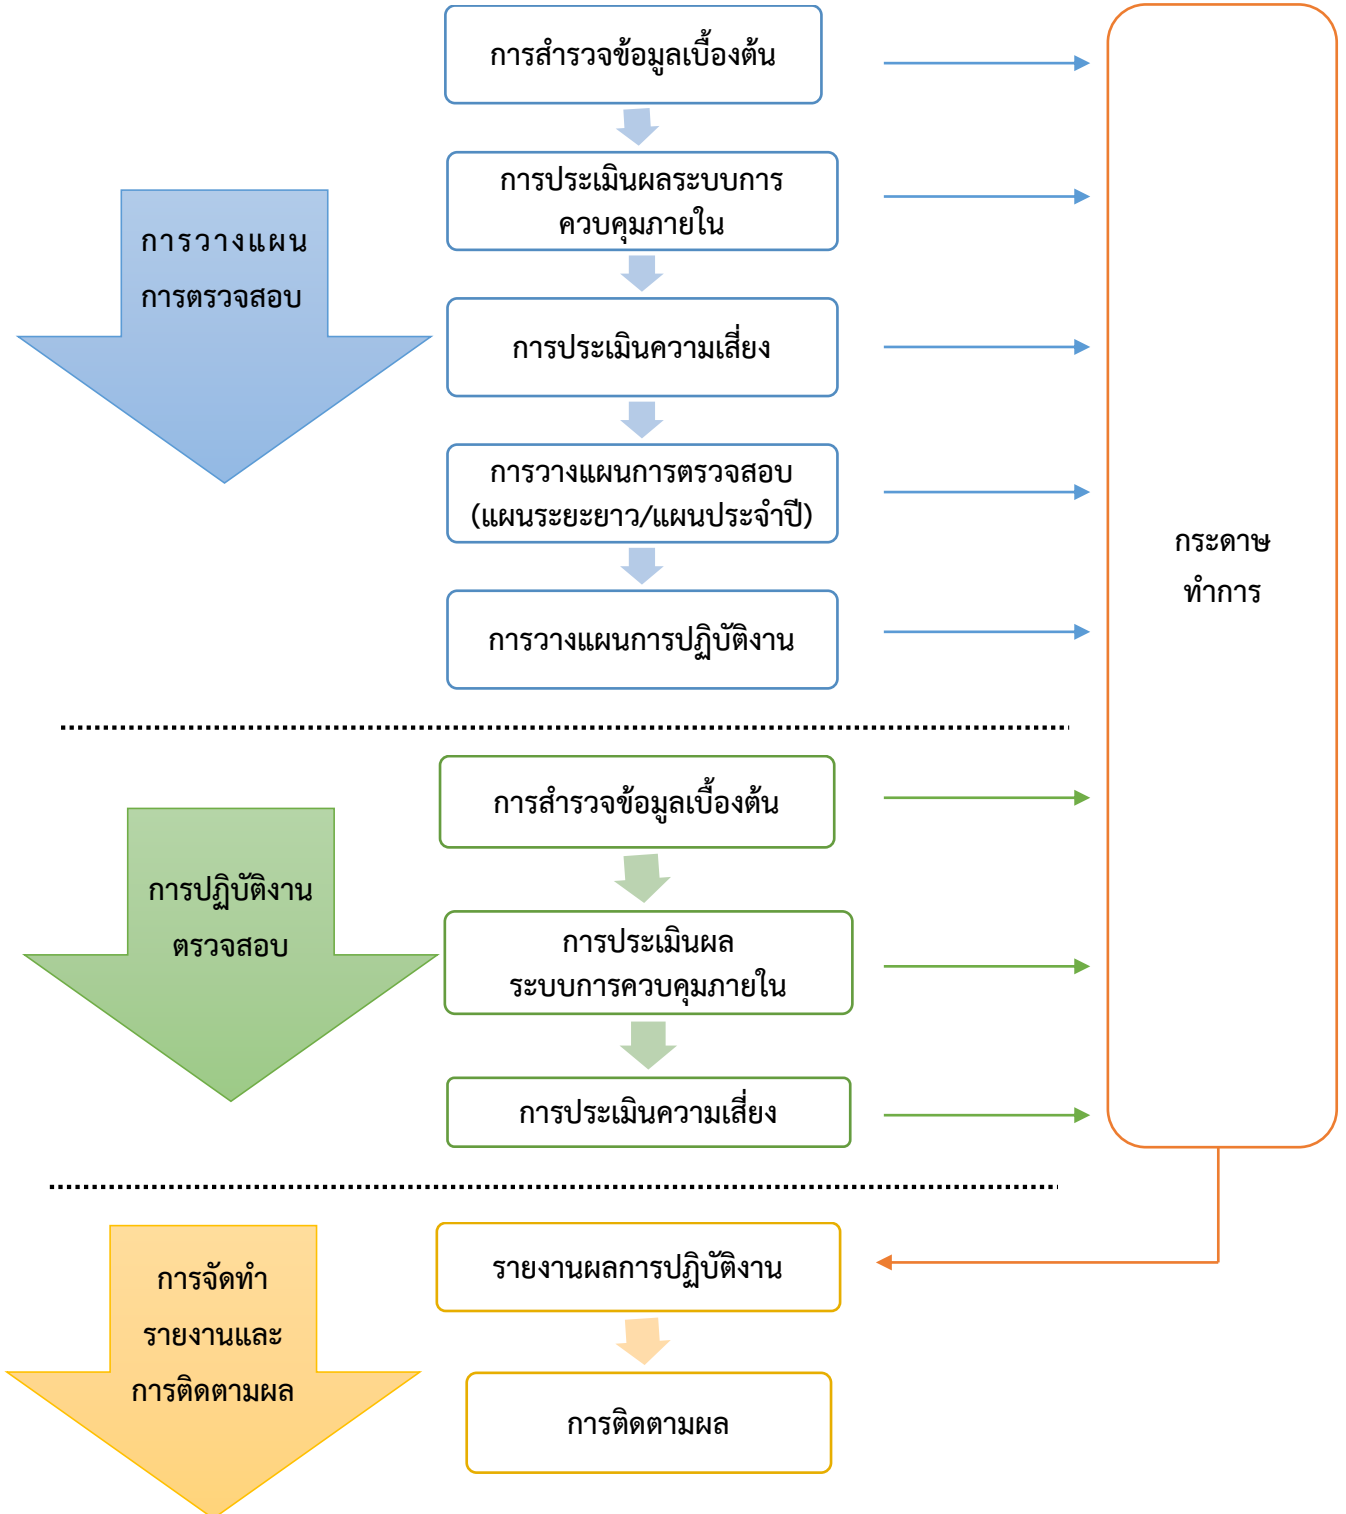 การสำรวจข้อมูลเบื้องต้น
การประเมินผลระบบการ
ควบคุมภายใน
การวางแผน
การตรวจสอบ
การประเมินความเสี่ยง
การวางแผนการตรวจสอบ
(แผนระยะยาว/แผนประจำปี)
การวางแผนการปฏิบัติงาน
กระดาษ
ทำการ
การสำรวจข้อมูลเบื้องต้น
การปฏิบัติงาน
ตรวจสอบ
การประเมินผล
ระบบการควบคุมภายใน
การประเมินความเสี่ยง
การจัดทำ
รายงานและ
การติดตามผล
รายงานผลการปฏิบัติงาน
การติดตามผล